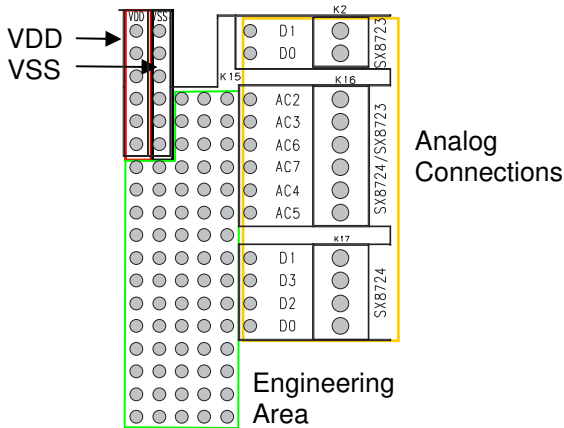 VDD
VSS
VDD VSS
K2
D1
D0
SX8723
K15
K16
AC2
AC3
AC6
AC7
AC4
AC5
SX8724/SX8723
Analog
Connections
K17
D1
D3
D2
D0
SX8724
Engineering
Area